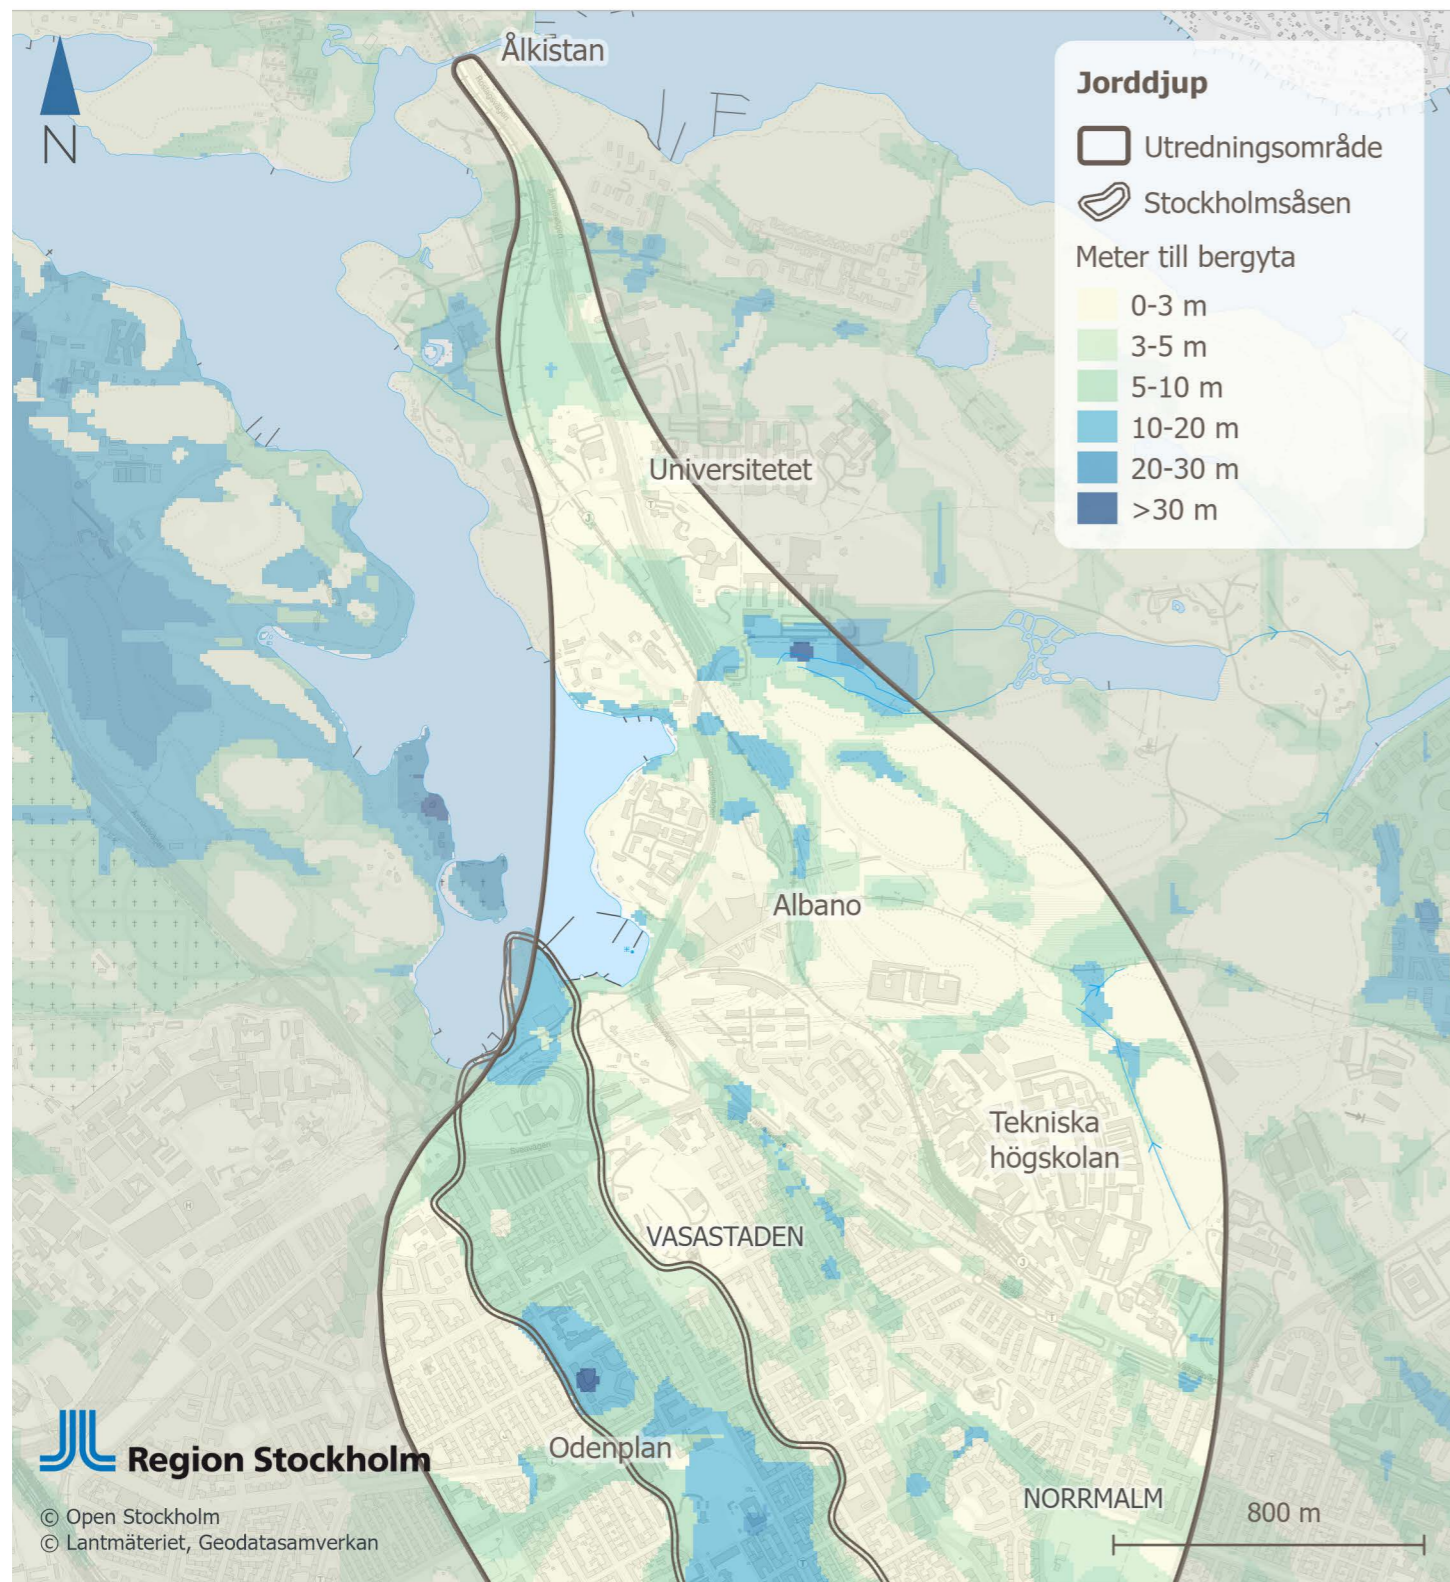 Ålkistan
N
Jorddjup
Utredningsområde
Stockholmsåsen
Meter till bergyta
0-3 m
3-5 m
5-10 m
10-20 m
20-30 m
>30 m
Universitetet
Albano
Tekniska
högskolan
VASASTADEN
Odenplan
NORRMALM
Region Stockholm
© Open Stockholm
© Lantmäteriet, Geodatasamverkan
800 m